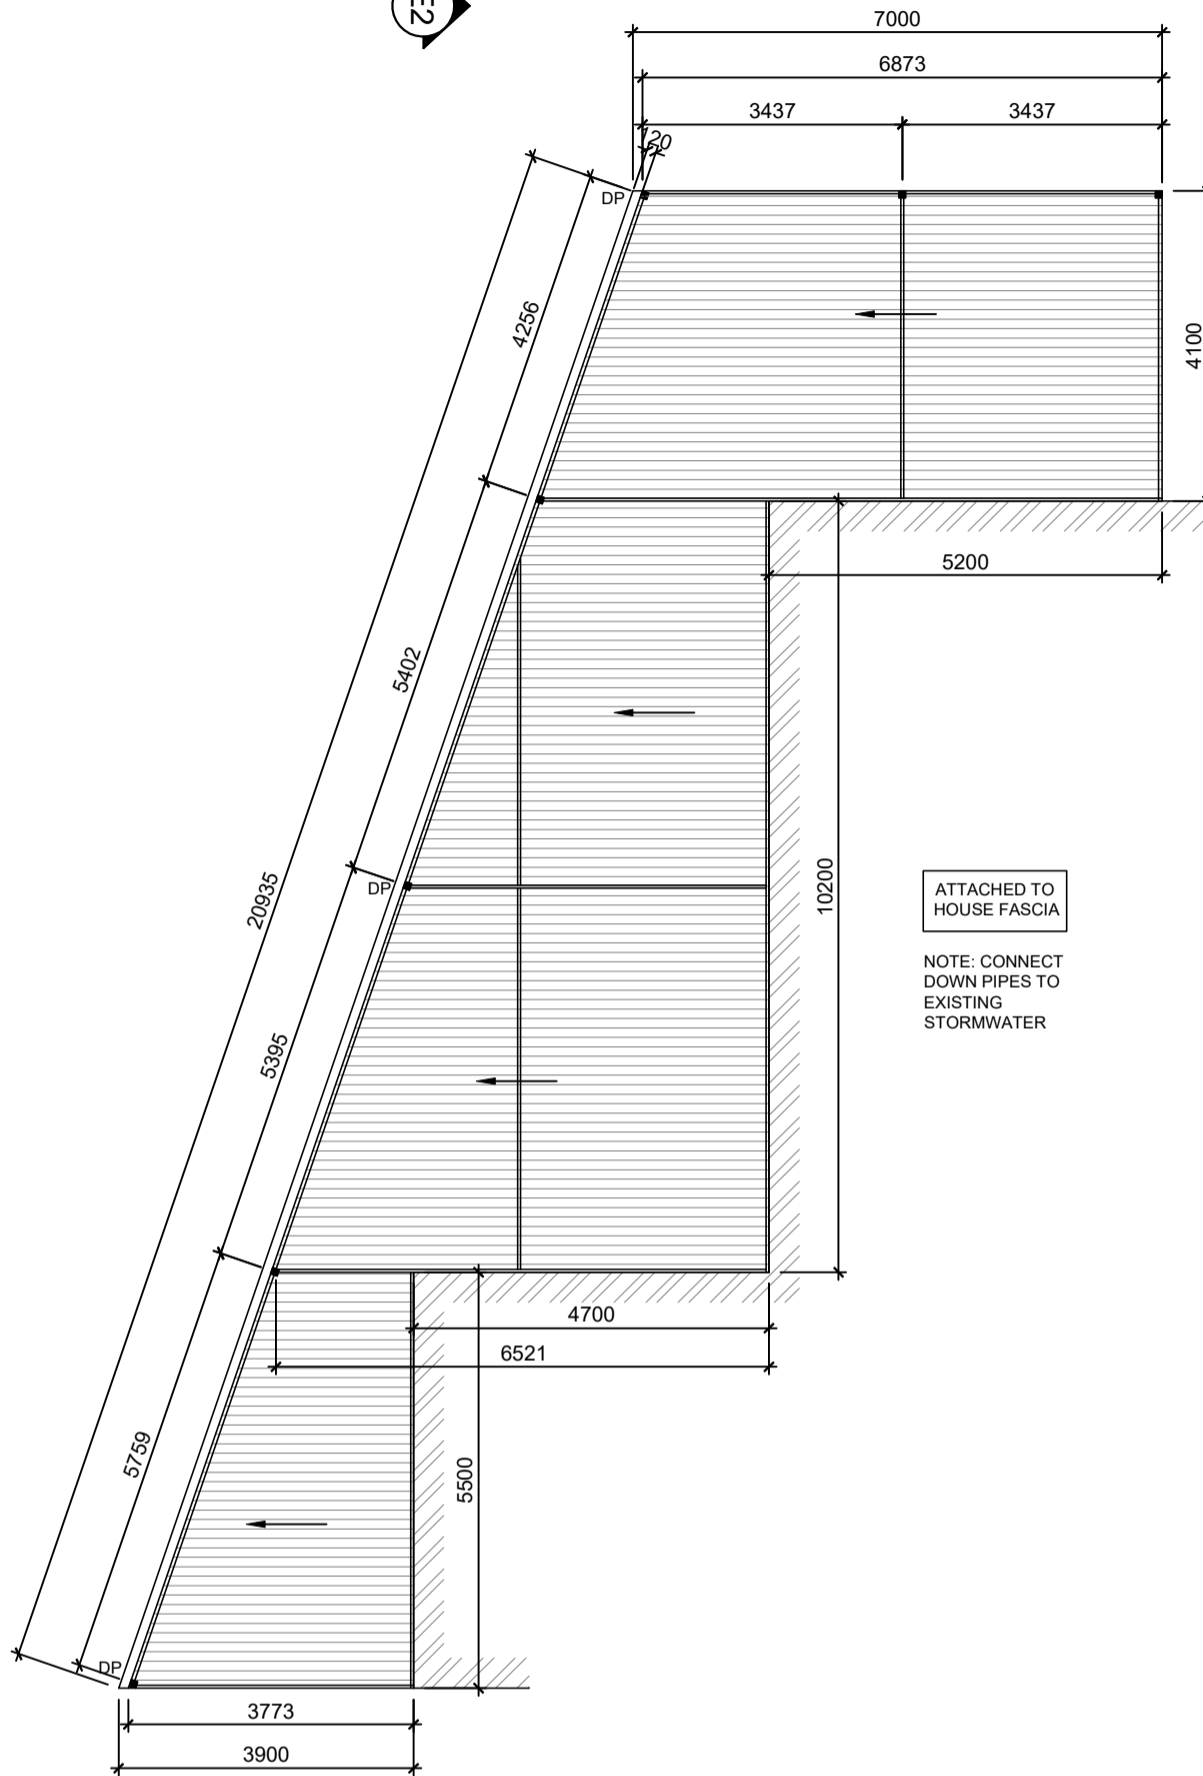 E2
7000
6873
3437
3437
120
DP
4256
4100
5200
5402
20935
DP
10200
ATTACHED TO
HOUSE FASCIA
NOTE: CONNECT
DOWN PIPES TO
EXISTING
STORMWATER
5395
4700
6521
5759
5500
DP
3773
3900